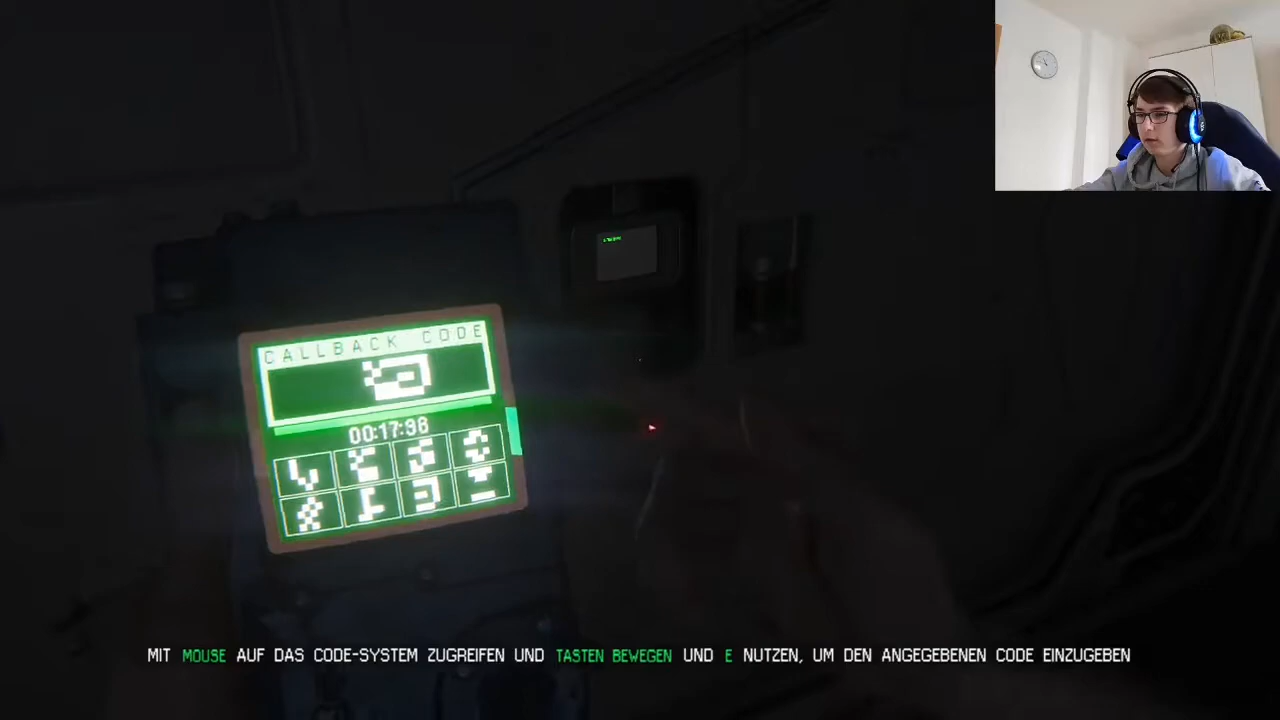 CALLBACK CODE
00:17:98
MIT MOUSE AUF DAS CODE-SYSTEM ZUGREIFEN UND TASTEN BEWEGEN UND E NUTZEN, UM DEN ANGEGEBENEN CODE EINZUGEBEN